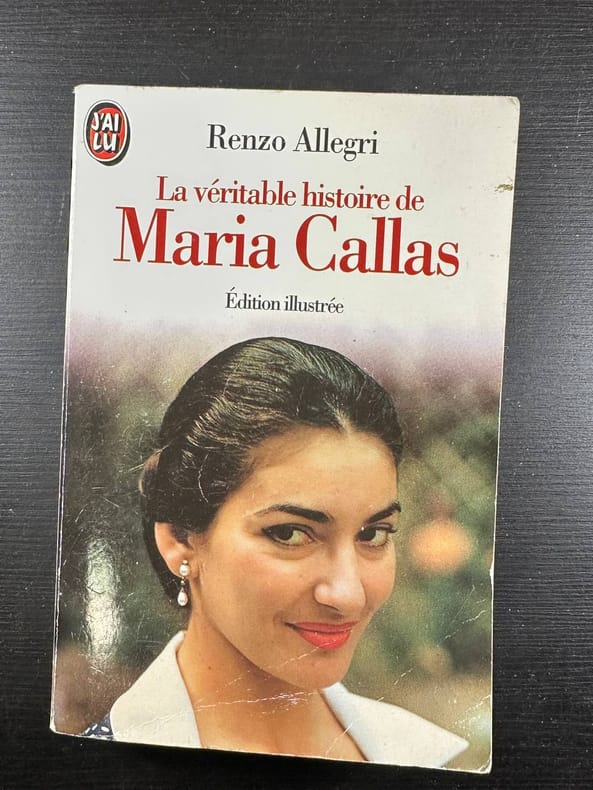 J'AI
LU
Renzo Allegri
La véritable histoire de
Maria Callas
Édition illustrée